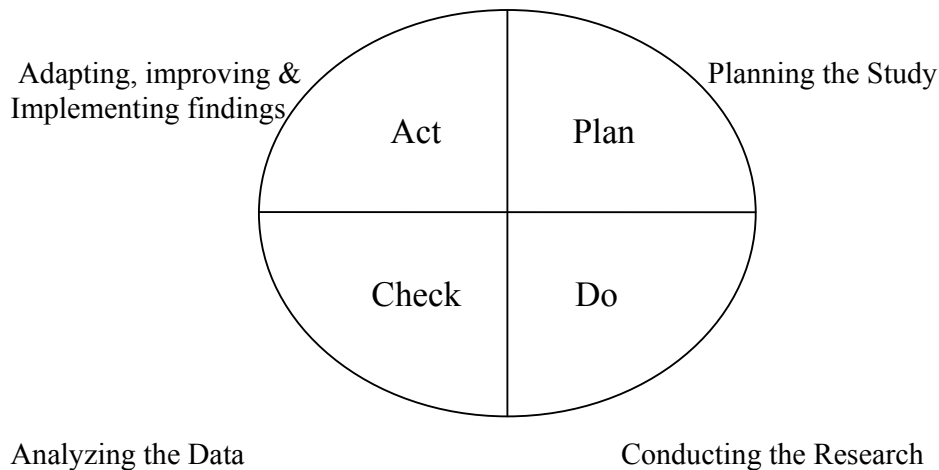 Adapting, improving &
Implementing findings
Planning the Study
Act
Plan
Check
Do
Analyzing the Data
Conducting the Research